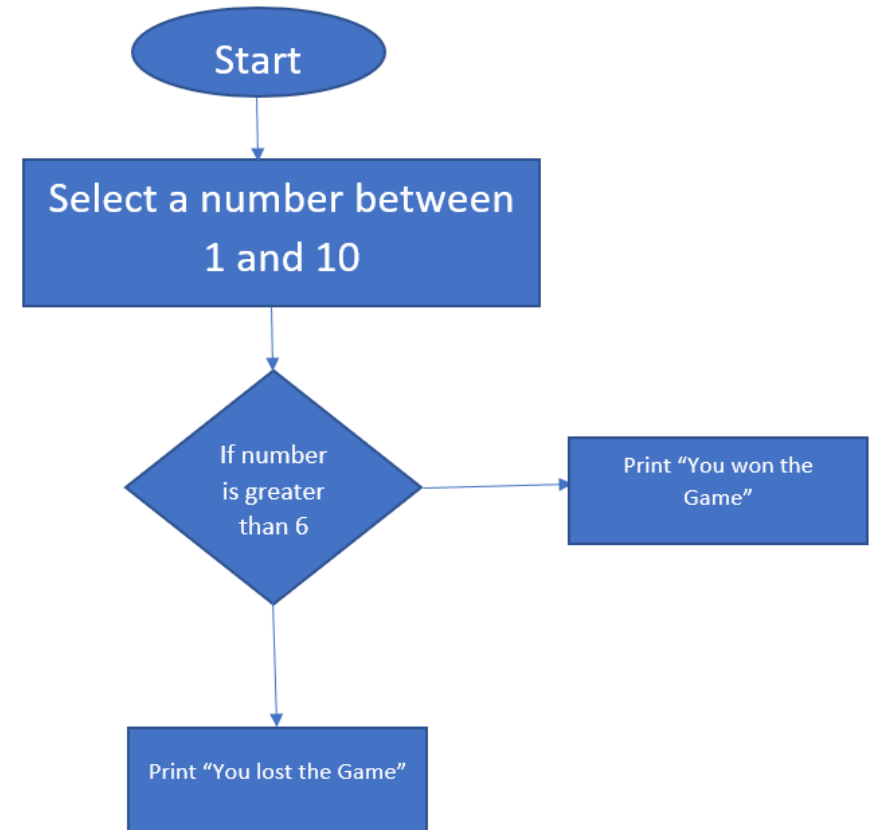 Start
Select a number between
1 and 10
If number
is greater
than 6
Print “You won the
Game”
Print “You lost the Game”